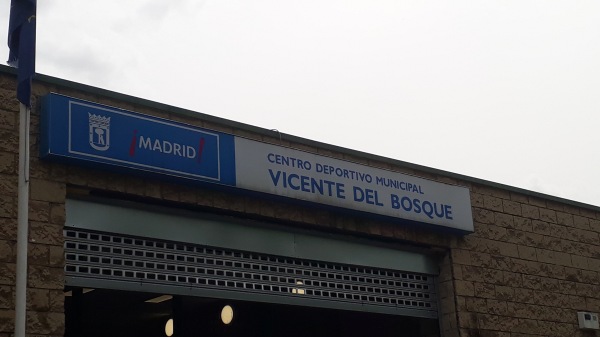 ¡MADRID!
CENTRO DEPORTIVO MUNICIPAL
VICENTE DEL BOSQUE